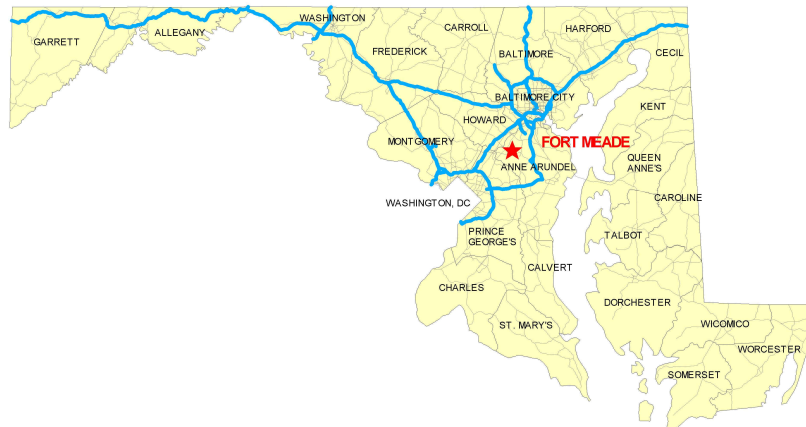 WASHINGTON
CARROLL
HARFORD
GARRETT
ALLEGANY
FREDERICK
BALTIMORE
CECIL
BALTIMORE CITY
KENT
HOWARD
MONTGOMERY
FORT MEADE
ANNE ARUNDEL
QUEEN
ANNE'S
WASHINGTON, DC
CAROLINE
PRINCE
GEORGE'S
TALBOT
CALVERT
CHARLES
DORCHESTER
ST. MARY'S
WICOMICO
WORCESTER
SOMERSET